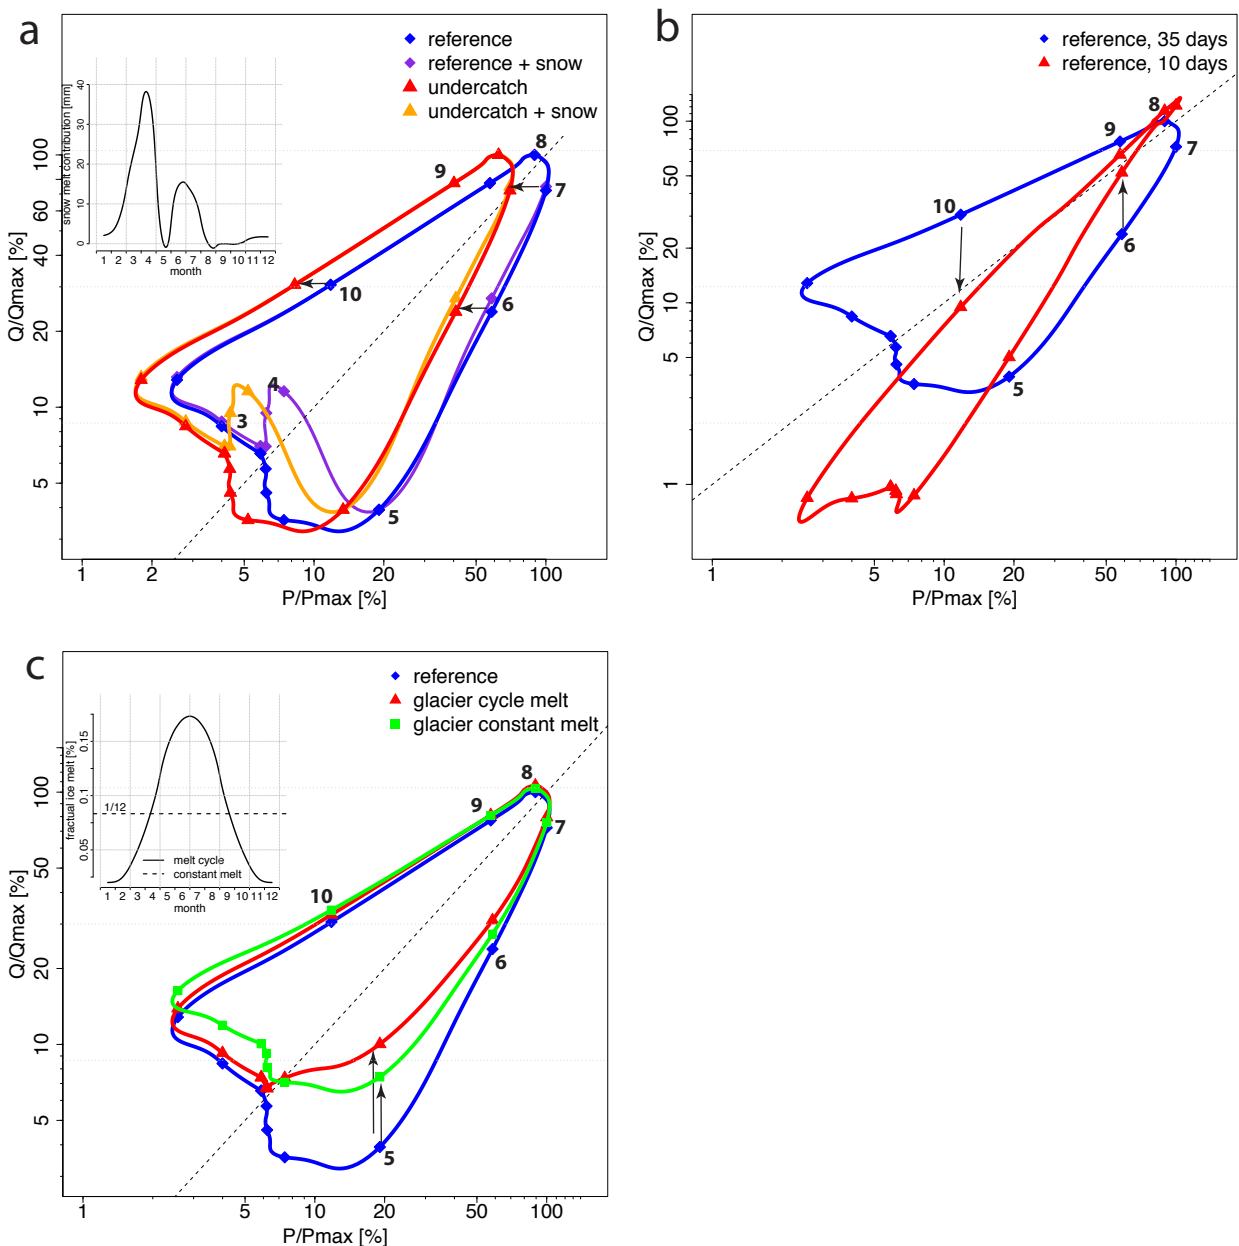 a
reference
reference + snow
undercatch
undercatch + snow
snow melt contribution [mm]
0 10 20 30 40
1 2 3 4 5 6 7 8 9 10 11 12
month
8
9
7
10
6
4
3
5
Q/Qmax [%]
5 10 20 40 60 100
1 2 5 10 20 50 100
P/Pmax [%]
b
reference, 35 days
reference, 10 days
8
9
7
10
6
5
Q/Qmax [%]
1 5 10 50 100
1 5 10 20 50 100
P/Pmax [%]
c
reference
glacier cycle melt
glacier constant melt
fractual ice melt [%]
0.05 0.1 0.15
1/12
melt cycle
constant melt
1 2 3 4 5 6 7 8 9 10 11 12
month
8
9
7
10
6
5
Q/Qmax [%]
5 10 20 50 100
1 2 5 10 20 50 100
P/Pmax [%]